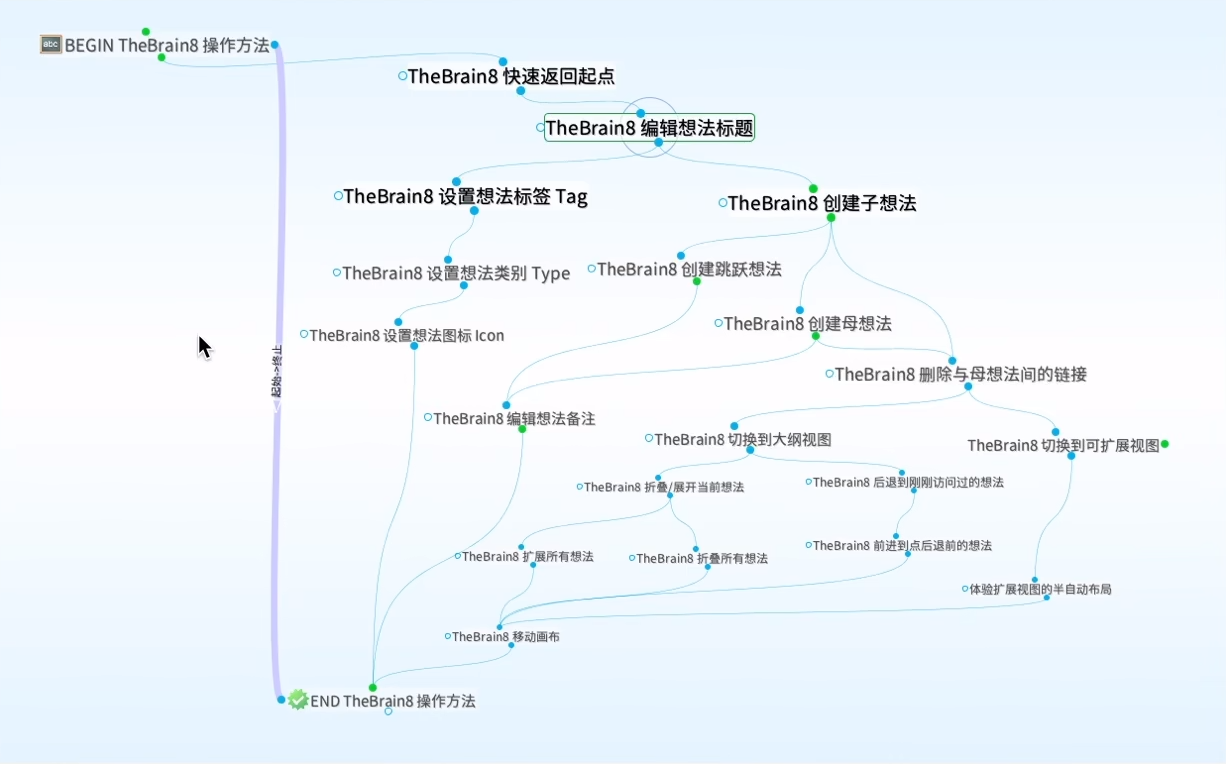 abc
BEGIN TheBrain8 操作方法
TheBrain8 快速返回起点
TheBrain8 编辑想法标题
TheBrain8 设置想法标签 Tag
TheBrain8 创建子想法
TheBrain8 设置想法类别 Type
TheBrain8 创建跳跃想法
TheBrain8 设置想法图标 Icon
TheBrain8 创建母想法
起始->终止
TheBrain8 删除与母想法间的链接
TheBrain8 编辑想法备注
TheBrain8 切换到大纲视图
TheBrain8 切换到可扩展视图
TheBrain8 折叠/展开当前想法
TheBrain8 后退到刚刚访问过的想法
TheBrain8 扩展所有想法
TheBrain8 折叠所有想法
TheBrain8 前进到点后退前的想法
体验扩展视图的半自动布局
TheBrain8 移动画布
END TheBrain8 操作方法